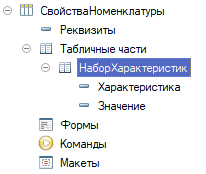 СвойстваНоменклатуры
Реквизиты
Табличные части
НаборХарактеристик
Характеристика
Значение
Формы
Команды
Макеты